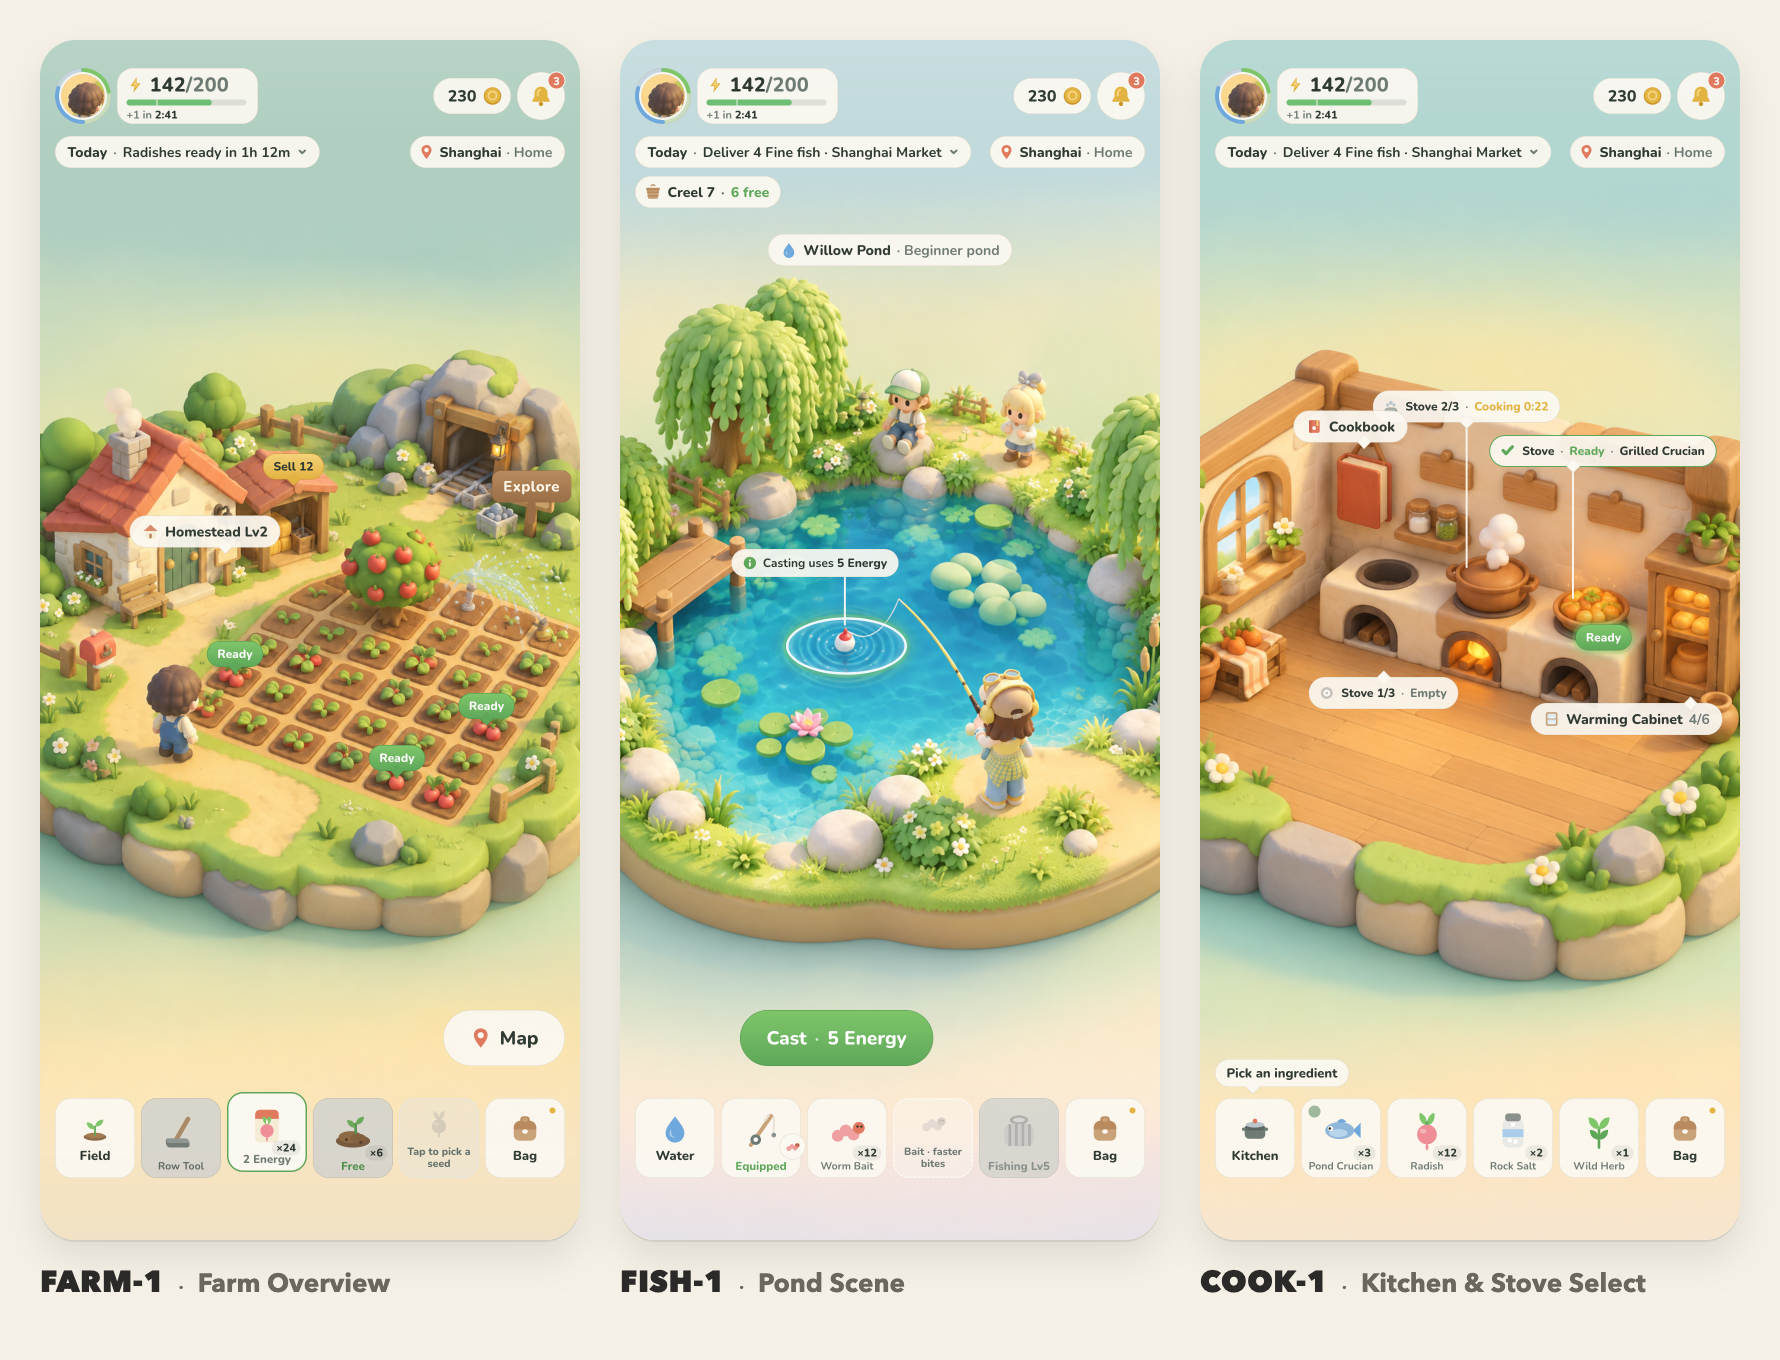 142/200
+1 in 2:41
230
3
Today · Radishes ready in 1h 12m
Shanghai · Home
Sell 12
Explore
Homestead Lv2
Ready
Ready
Ready
Map
Field
Row Tool
×24
2 Energy
×6
Free
Tap to pick a
seed
Bag
FARM-1 · Farm Overview
142/200
+1 in 2:41
230
3
Today · Deliver 4 Fine fish · Shanghai Market
Shanghai · Home
Creel 7 · 6 free
Willow Pond · Beginner pond
Casting uses 5 Energy
Cast · 5 Energy
Water
Equipped
×12
Worm Bait
Bait · faster
bites
Fishing Lv5
Bag
FISH-1 · Pond Scene
142/200
+1 in 2:41
230
3
Today · Deliver 4 Fine fish · Shanghai Market
Shanghai · Home
Stove 2/3 · Cooking 0:22
Cookbook
Stove · Ready · Grilled Crucian
Ready
Stove 1/3 · Empty
Warming Cabinet 4/6
Pick an ingredient
Kitchen
×3
Pond Crucian
×12
Radish
×2
Rock Salt
×1
Wild Herb
Bag
COOK-1 · Kitchen & Stove Select